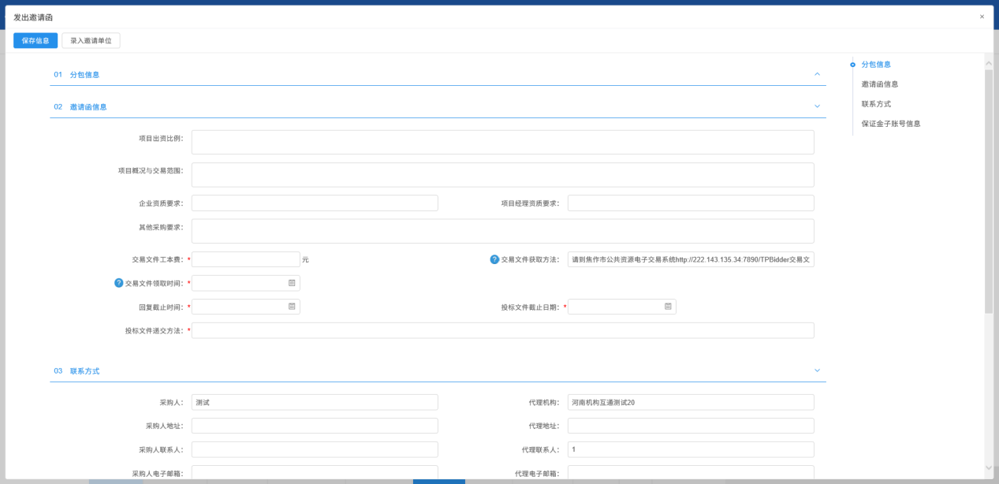 发出邀请函 ×
保存信息 录入邀请单位
01 分包信息
02 邀请函信息
项目出资比例：
项目概况与交易范围：
企业资质要求： 项目经理资质要求：
其他采购要求：
交易文件工本费：* 元 ? 交易文件获取方法： 请到焦作市公共资源电子交易系统http://222.143.135.34:7890/TPBidder交易文
? 交易文件领取时间：*
回复截止时间：* 投标文件截止日期：*
投标文件递交方法：*
03 联系方式
采购人： 测试 代理机构： 河南机构互通测试20
采购人地址： 代理地址：
采购人联系人： 代理联系人： 1
采购人电子邮箱： 代理电子邮箱：
分包信息
邀请函信息
联系方式
保证金子账号信息